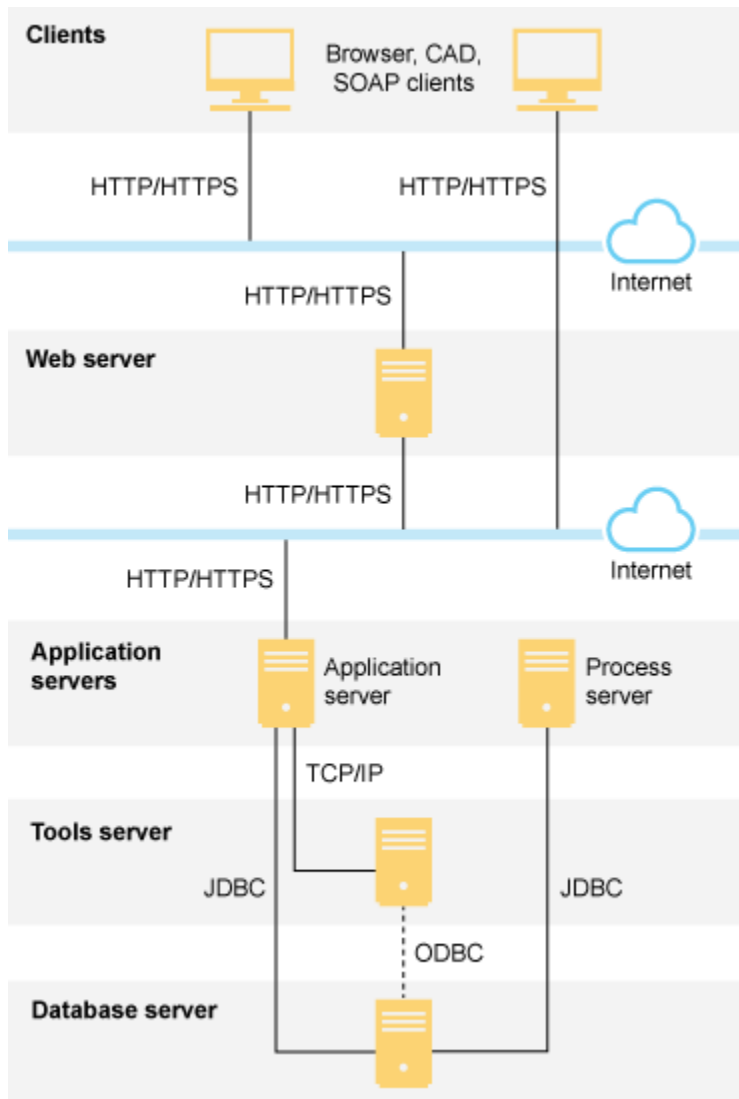 Clients
Browser, CAD,
SOAP clients
HTTP/HTTPS
HTTP/HTTPS
Internet
HTTP/HTTPS
Web server
HTTP/HTTPS
Internet
HTTP/HTTPS
Application
servers
Application
server
Process
server
TCP/IP
Tools server
JDBC
JDBC
ODBC
Database server